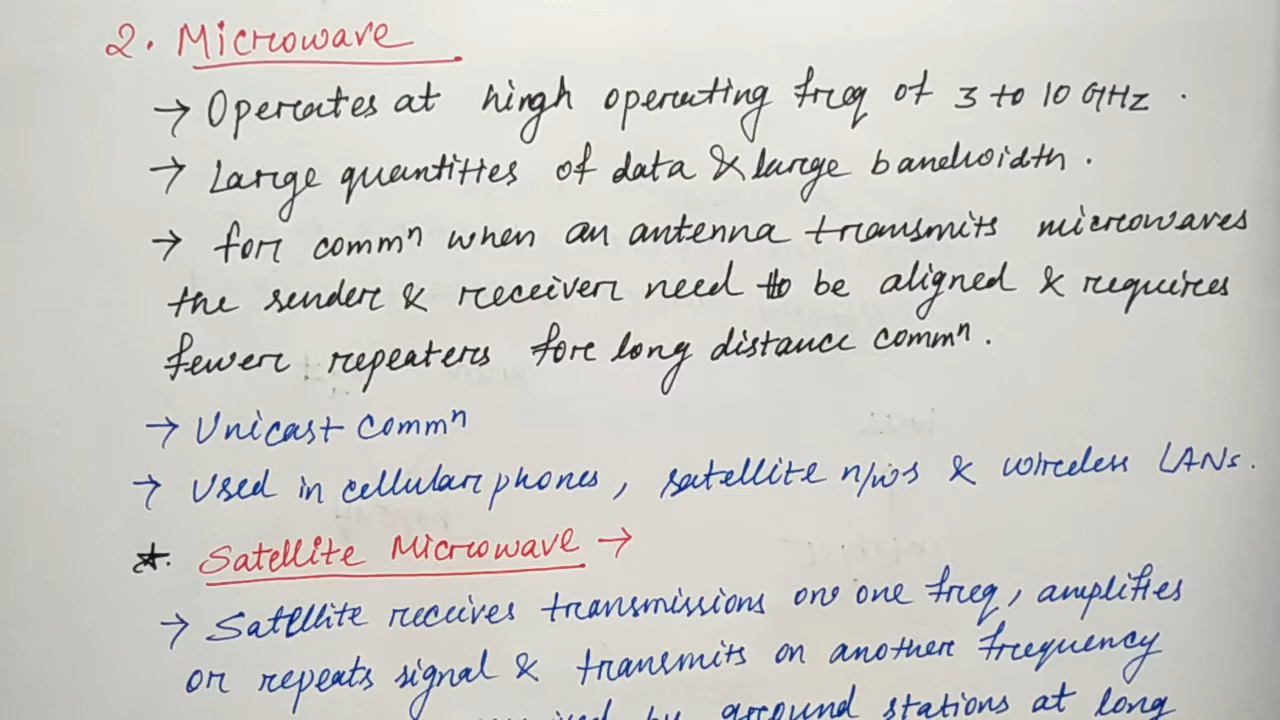 2. Microwave
→ Operates at hingh operating freq of 3 to 10 GHz.
→ Large quantities of data & large bandwidth.
→ for commⁿ when an antenna transmits microwaves
the sender & receiver need to be aligned & requires
fewer repeaters for long distance commⁿ.
→ Unicast commⁿ
→ Used in cellular phones, satellite n/ws & wireless LANs.
★. Satellite Microwave →
→ Satellite receives transmissions on one freq, amplifies
or repeats signal & transmits on another frequency
by ground stations at long